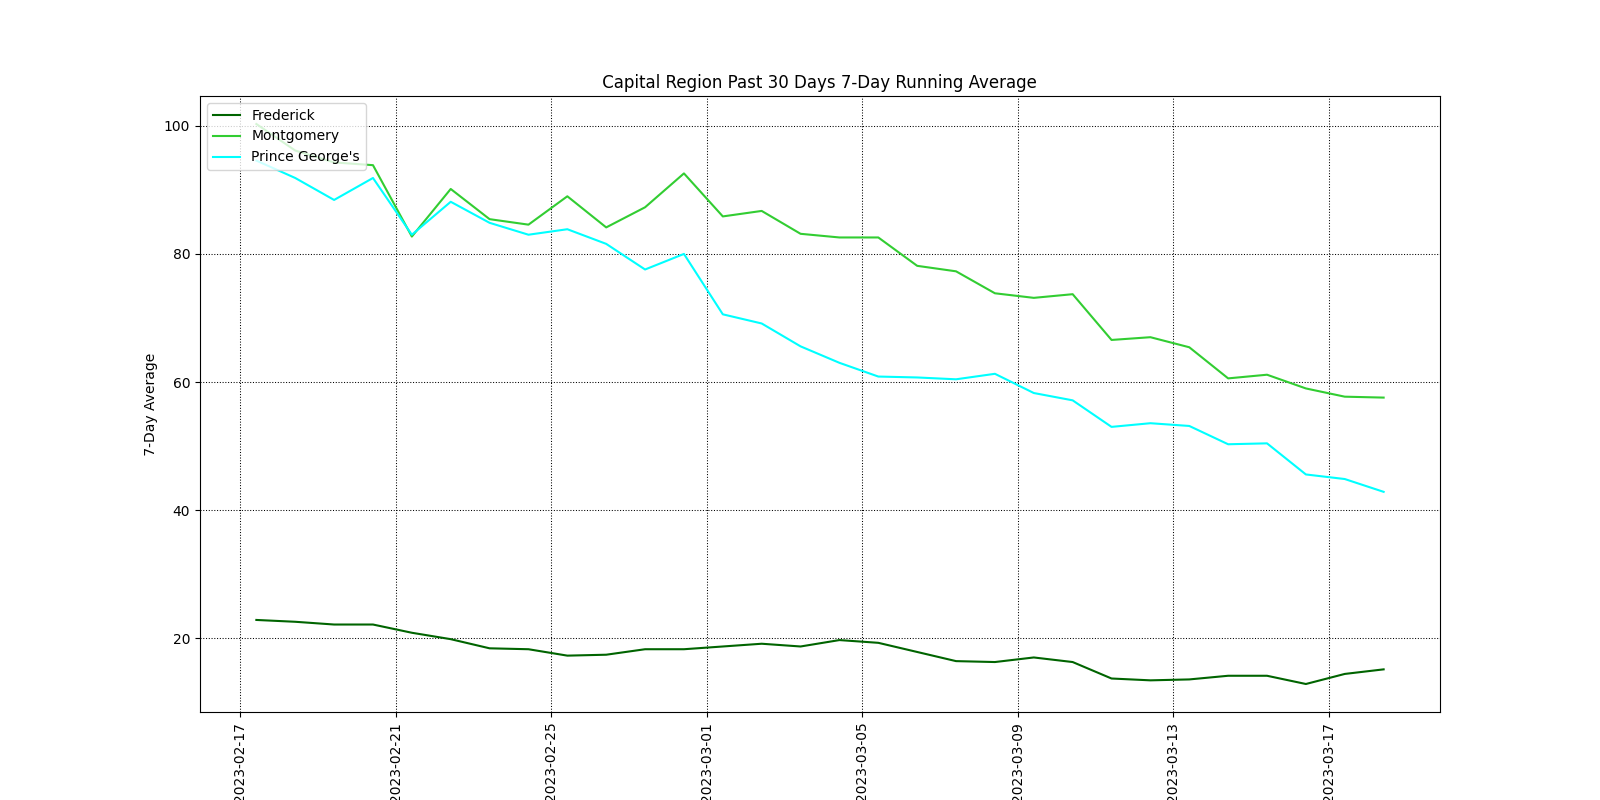 Capital Region Past 30 Days 7-Day Running Average
Frederick
Montgomery
Prince George's
7-Day Average
100
80
60
40
20
2023-02-17
2023-02-21
2023-02-25
2023-03-01
2023-03-05
2023-03-09
2023-03-13
2023-03-17